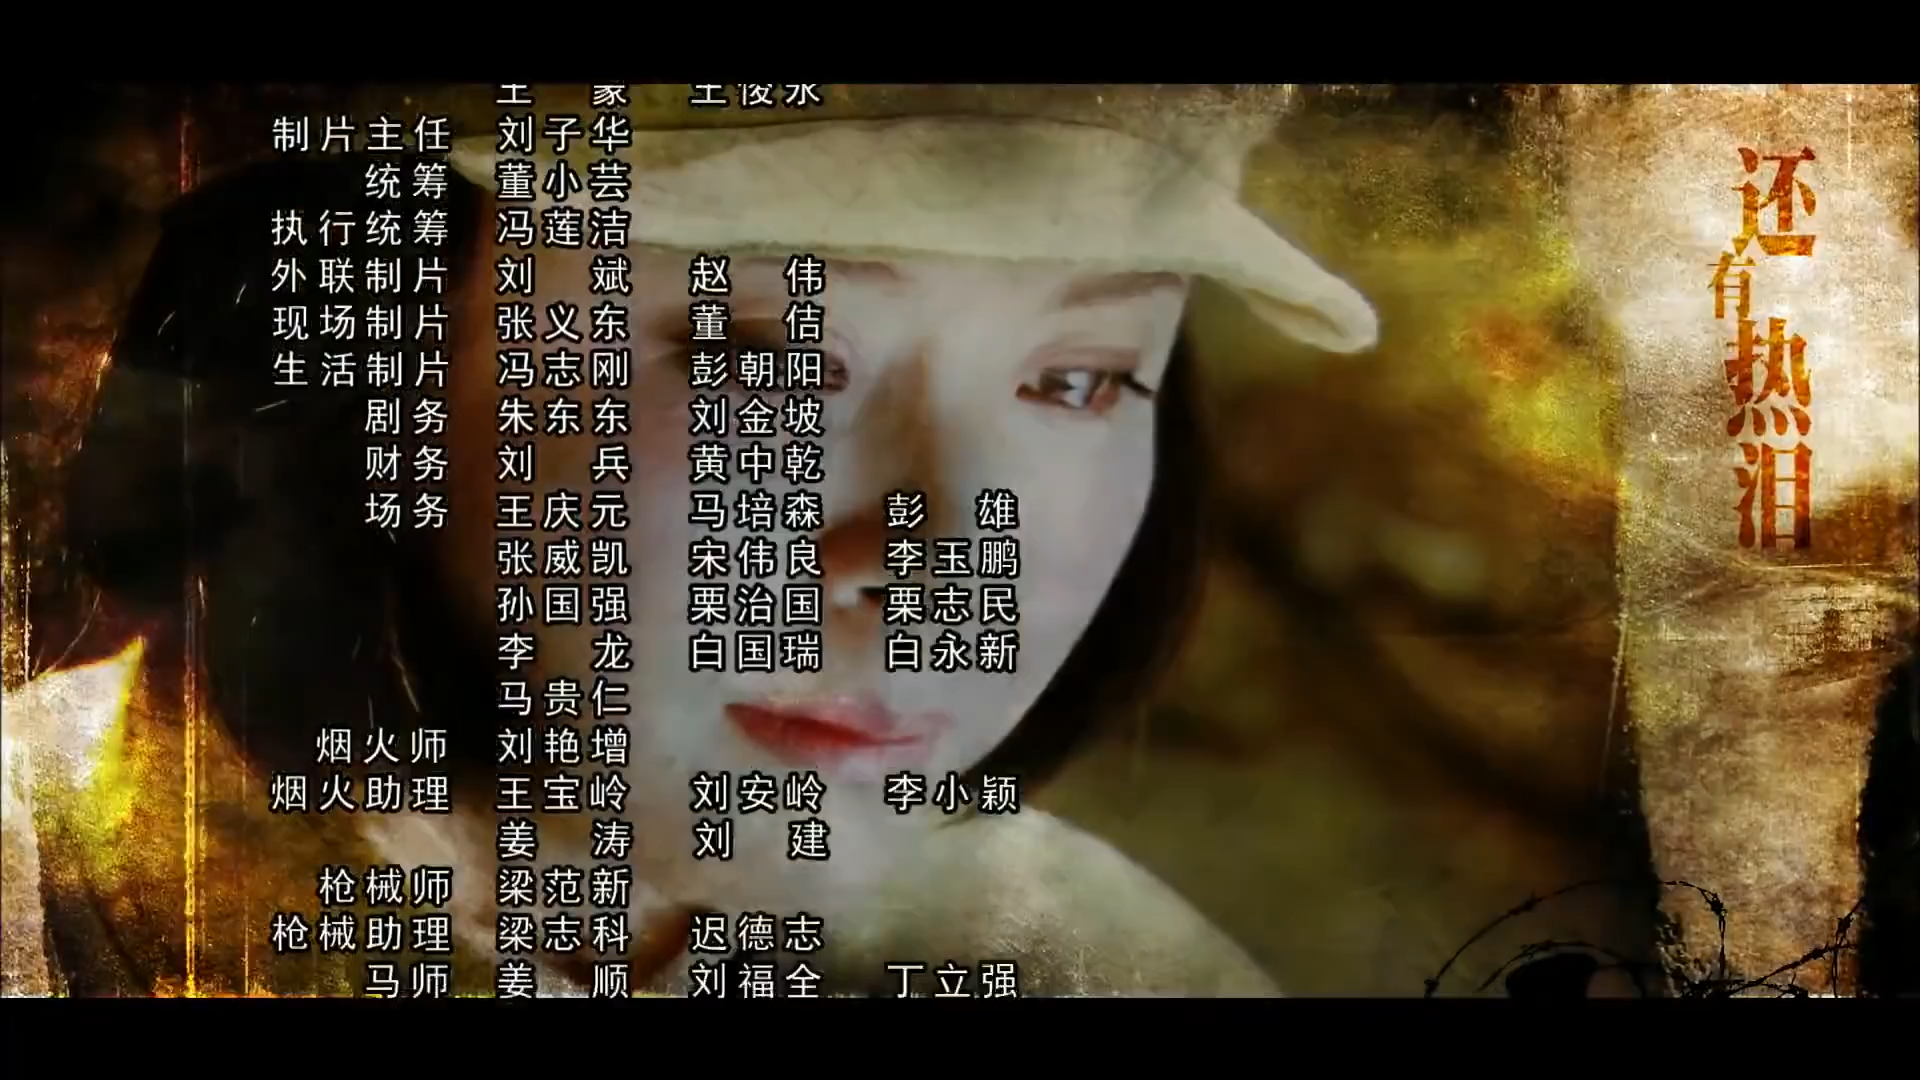 制片主任 刘子华
统筹 董小芸
执行统筹 冯莲洁
外联制片 刘斌 赵伟
现场制片 张义东 董佶
生活制片 冯志刚 彭朝阳
剧务 朱东东 刘金坡
财务 刘兵 黄中乾
场务 王庆元 马培森 彭雄
张威凯 宋伟良 李玉鹏
孙国强 栗治国 栗志民
李龙 白国瑞 白永新
马贵仁
烟火师 刘艳增
烟火助理 王宝岭 刘安岭 李小颖
姜涛 刘建
枪械师 梁范新
枪械助理 梁志科 迟德志
马师 姜顺 刘福全 丁立强
还有热泪